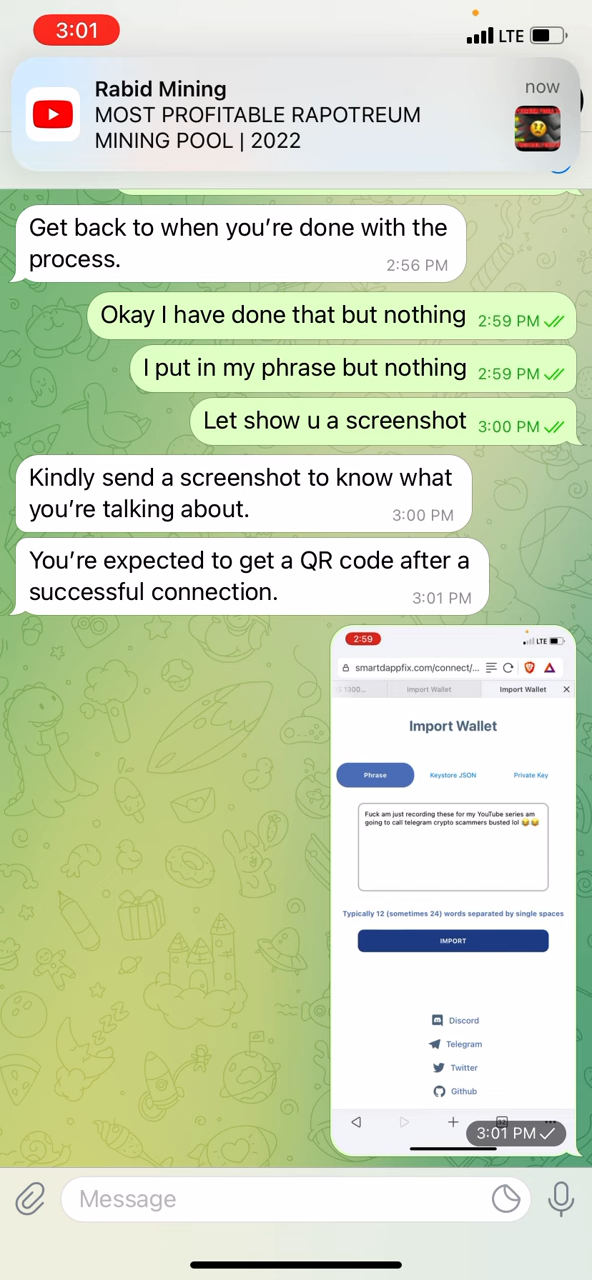 3:01
LTE
Rabid Mining
now
MOST PROFITABLE RAPOTREUM
MINING POOL | 2022
Get back to when you’re done with the
process.
2:56 PM
Okay I have done that but nothing
2:59 PM
I put in my phrase but nothing
2:59 PM
Let show u a screenshot
3:00 PM
Kindly send a screenshot to know what
you’re talking about.
3:00 PM
You’re expected to get a QR code after a
successful connection.
3:01 PM
2:59
LTE
smartdappfix.com/connect/...
1300...
Import Wallet
Import Wallet
Import Wallet
Phrase
Keystore JSON
Private Key
Fuck am just recording these for my YouTube series am
going to call telegram crypto scammers busted lol 😂😂
Typically 12 (sometimes 24) words separated by single spaces
IMPORT
Discord
Telegram
Twitter
Github
3:01 PM
Message